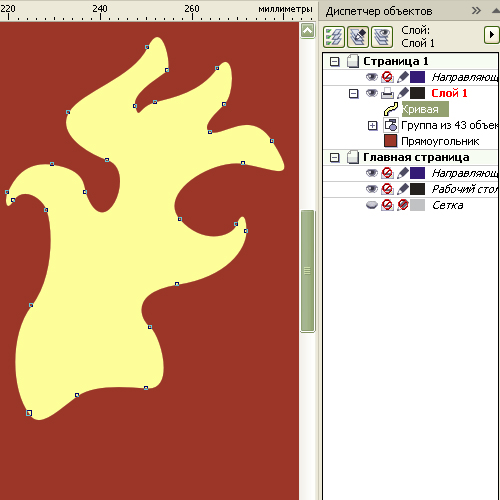 220
240
260
миллиметры
Диспетчер объектов
Слой:
Слой 1
Страница 1
Направляющ
Слой 1
Кривая
Группа из 43 объек
Прямоугольник
Главная страница
Направляющ
Рабочий стол
Сетка